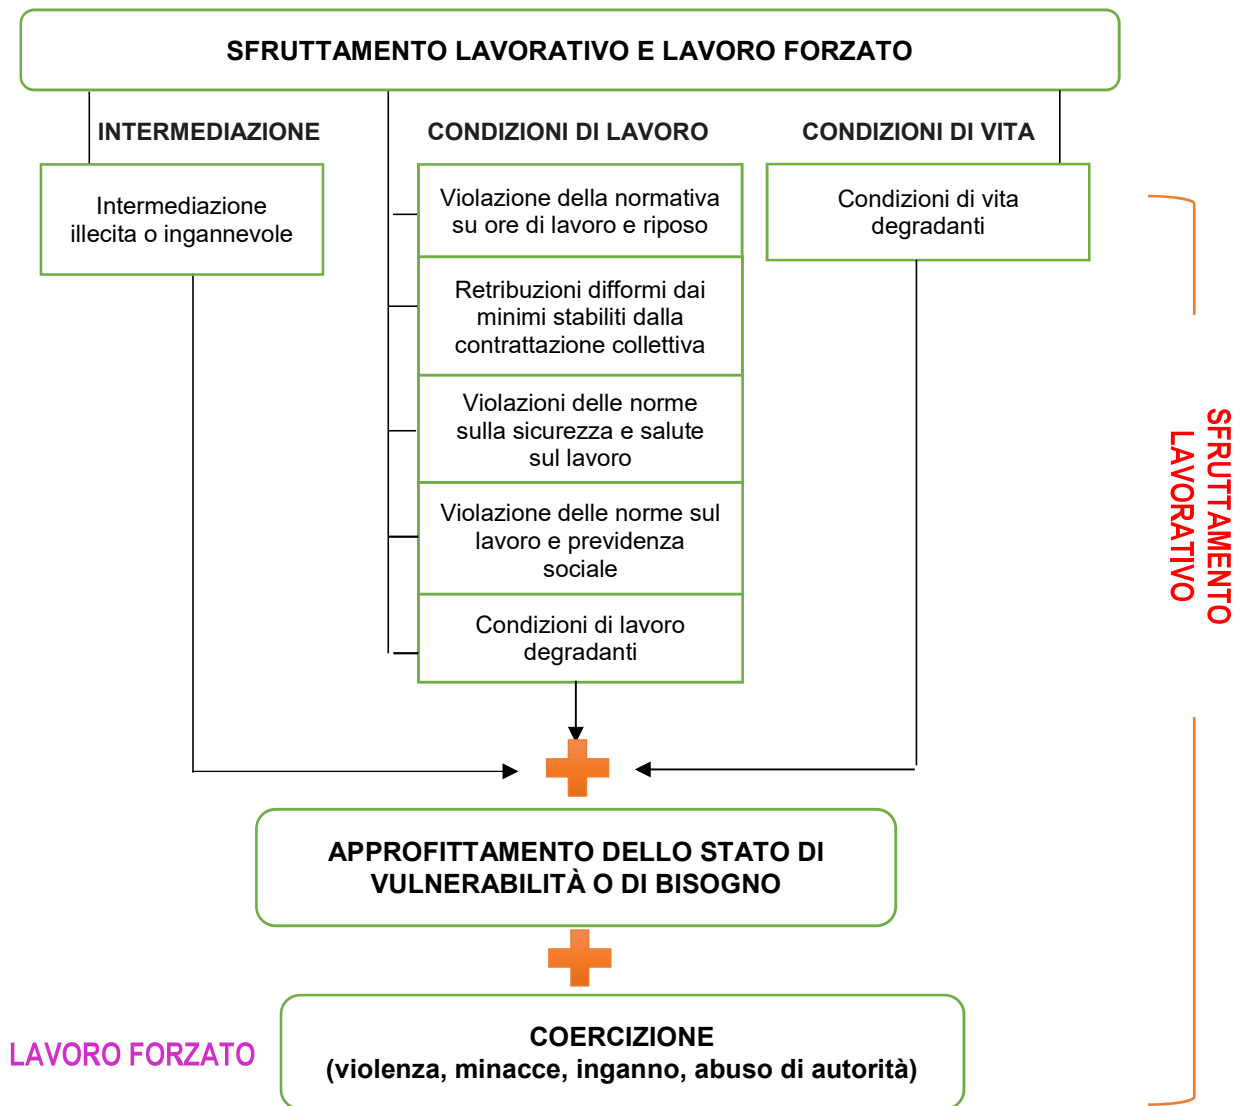 SFRUTTAMENTO LAVORATIVO E LAVORO FORZATO
INTERMEDIAZIONE
Intermediazione
illecita o ingannevole
CONDIZIONI DI LAVORO
Violazione della normativa
su ore di lavoro e riposo
Retribuzioni difformi dai
minimi stabiliti dalla
contrattazione collettiva
Violazioni delle norme
sulla sicurezza e salute
sul lavoro
Violazione delle norme sul
lavoro e previdenza
sociale
Condizioni di lavoro
degradanti
CONDIZIONI DI VITA
Condizioni di vita
degradanti
SFRUTTAMENTO
LAVORATIVO
APPROFITTAMENTO DELLO STATO DI
VULNERABILITÀ O DI BISOGNO
LAVORO FORZATO
COERCIZIONE
(violenza, minacce, inganno, abuso di autorità)